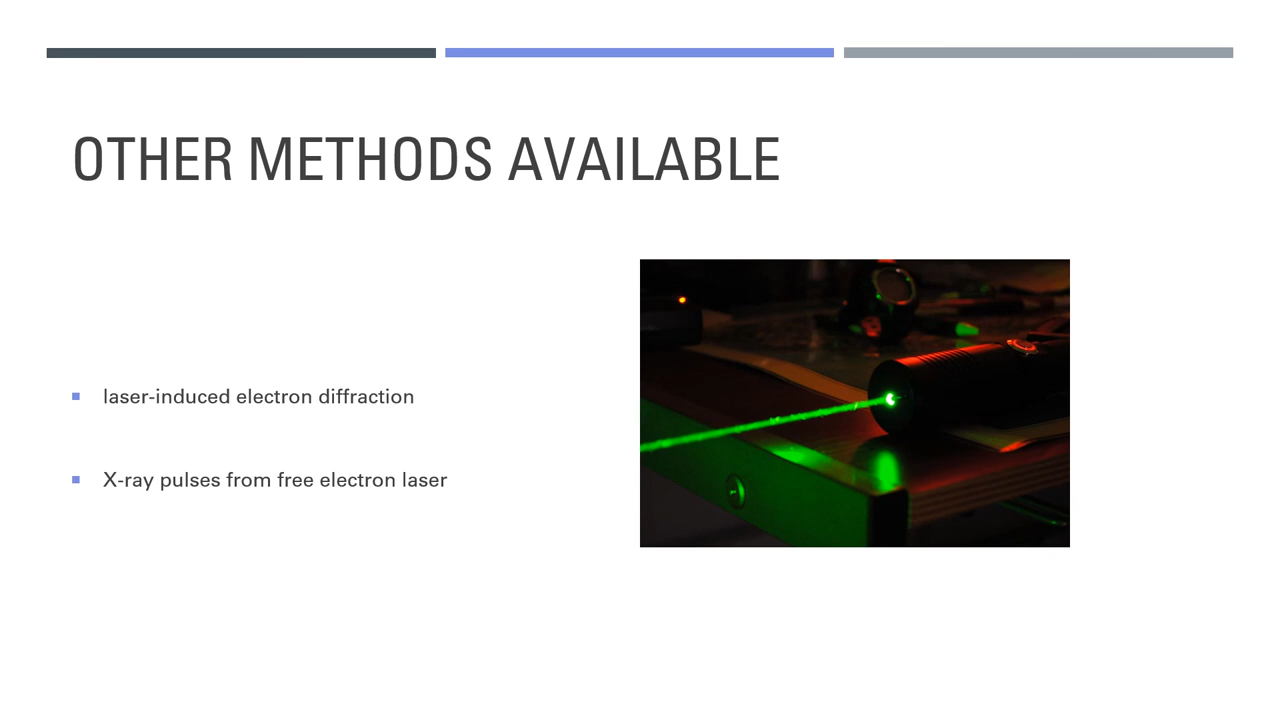 OTHER METHODS AVAILABLE
laser-induced electron diffraction
X-ray pulses from free electron laser